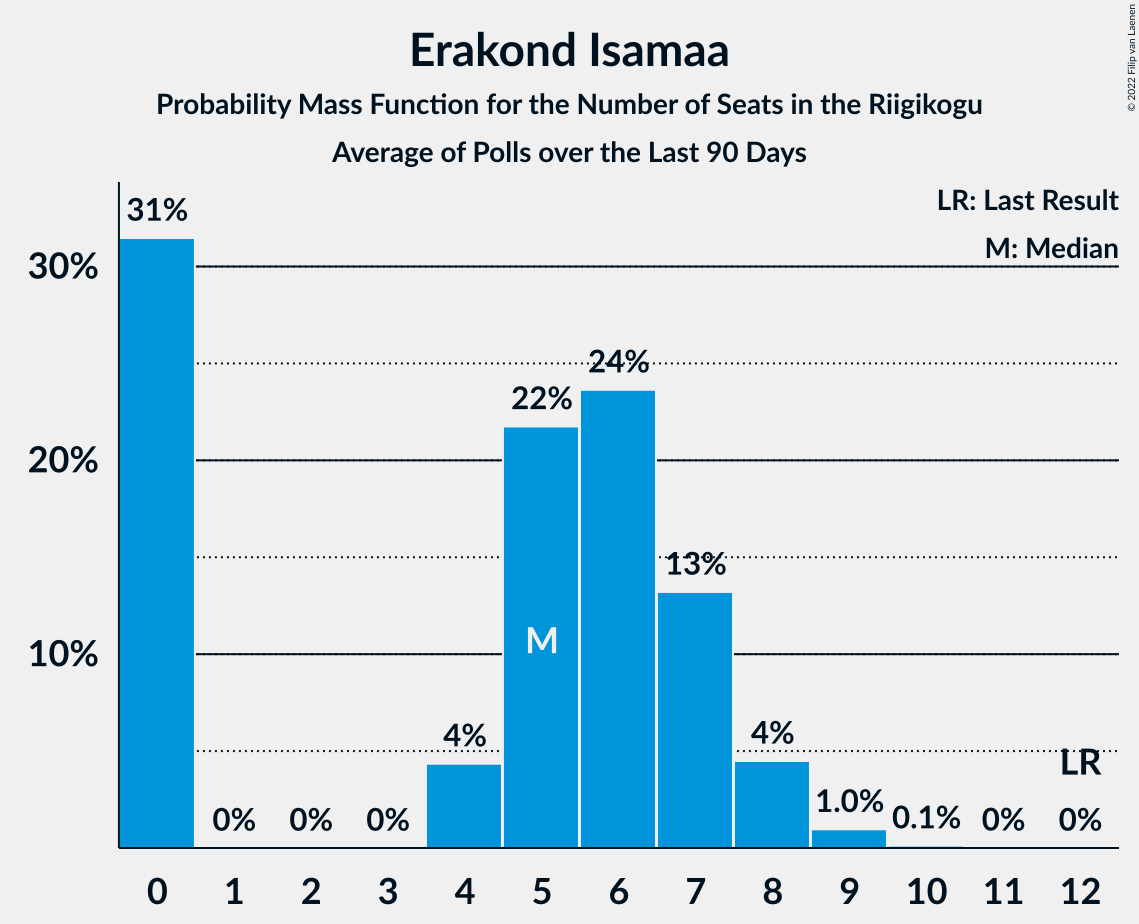 Erakond Isamaa
Probability Mass Function for the Number of Seats in the Riigikogu
Average of Polls over the Last 90 Days
© 2022 Filip van Laenen
LR: Last Result
M: Median
30%
20%
10%
31%
0%
0%
0%
4%
22%
24%
13%
4%
1.0%
0.1%
0%
0%
M
LR
0 1 2 3 4 5 6 7 8 9 10 11 12